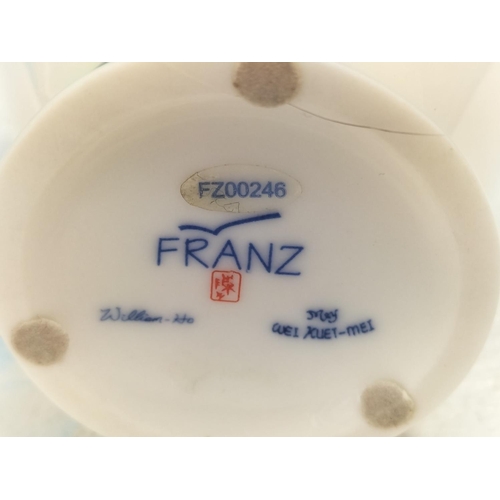 FZ00246
FRANZ
William-Ho
WEI XUET-MEI